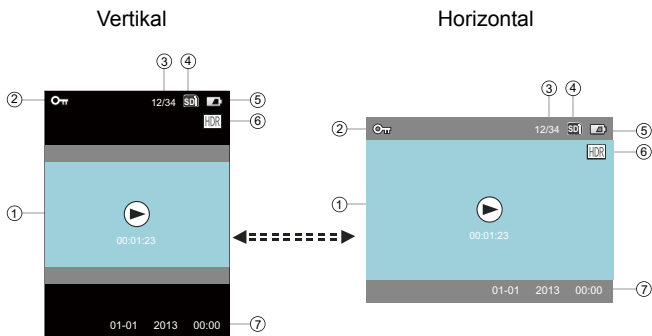 Vertikal
Horizontal
③ ④
② 12/34 SD ⑤
HDR ⑥
①
00:01:23
01-01 2013 00:00 ⑦
③ ④
② 12/34 SD ⑤
HDR ⑥
①
00:01:23
01-01 2013 00:00 ⑦